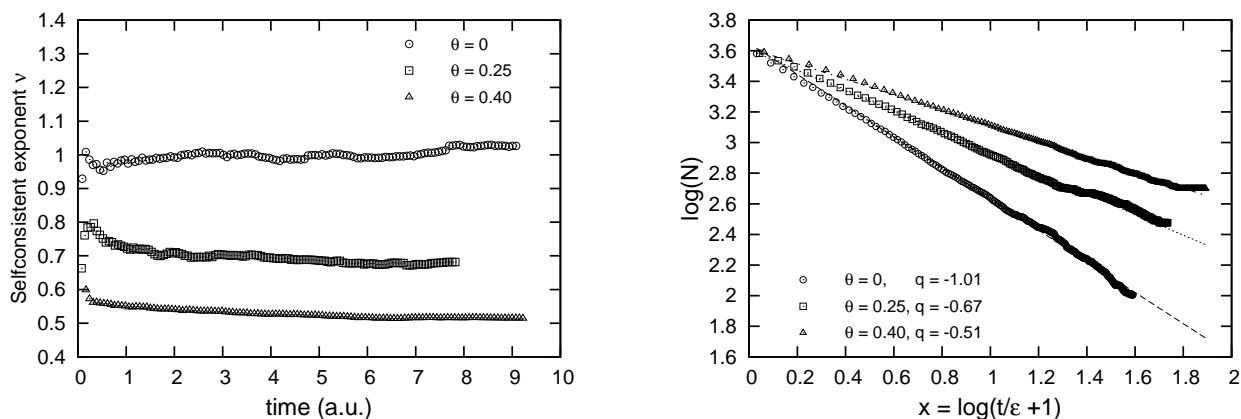 Selfconsistent exponent ν
1.4
1.3
1.2
1.1
1
0.9
0.8
0.7
0.6
0.5
0.4
θ = 0
θ = 0.25
θ = 0.40
0 1 2 3 4 5 6 7 8 9 10
time (a.u.)
log(N)
3.8
3.6
3.4
3.2
3
2.8
2.6
2.4
2.2
2
1.8
1.6
θ = 0, q = -1.01
θ = 0.25, q = -0.67
θ = 0.40, q = -0.51
0 0.2 0.4 0.6 0.8 1 1.2 1.4 1.6 1.8 2
x = log(t/ε +1)